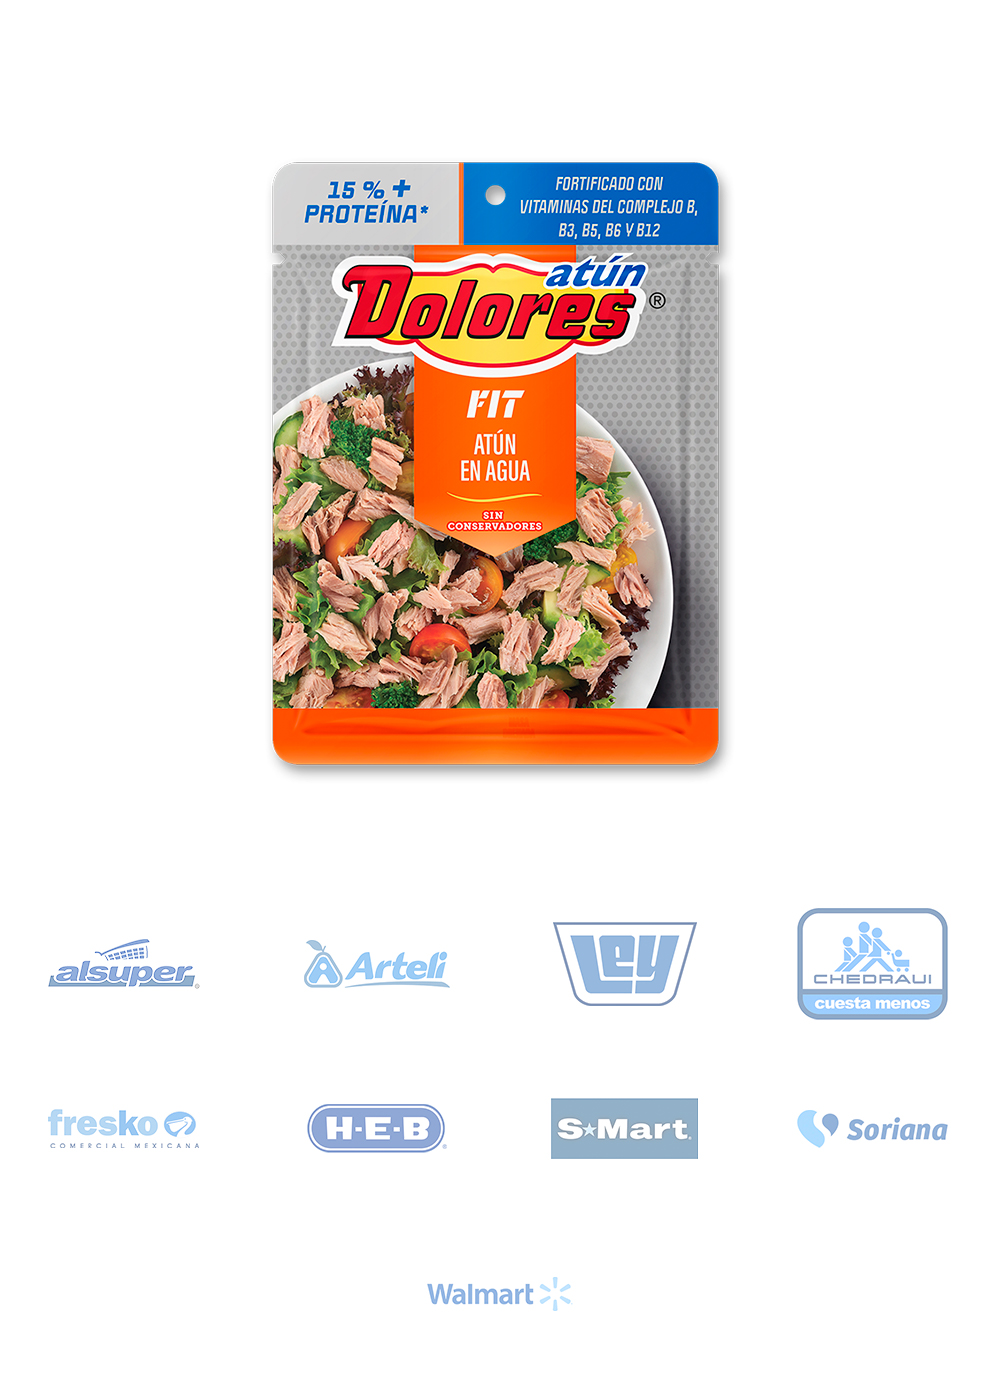 15 % +
PROTEÍNA*
FORTIFICADO CON
VITAMINAS DEL COMPLEJO B,
B3, B5, B6 Y B12
atún
Dolores ®
FIT
ATÚN
EN AGUA
SIN
CONSERVADORES
alsuper ®
A Arteli
Ley
CHEDRAUI
cuesta menos
fresko
COMERCIAL MEXICANA
H-E-B ®
S★Mart
Soriana
Walmart